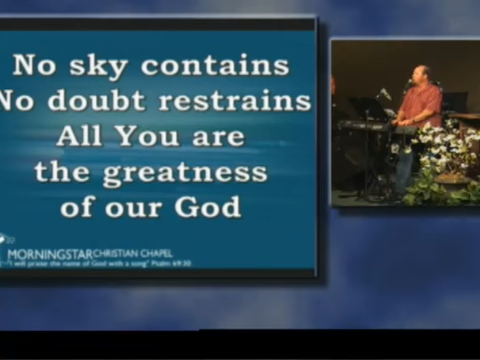 No sky contains
No doubt restrains
All You are
the greatness
of our God
MORNINGSTAR CHRISTIAN CHAPEL
"I will praise the name of God with a song" Psalm 69:30